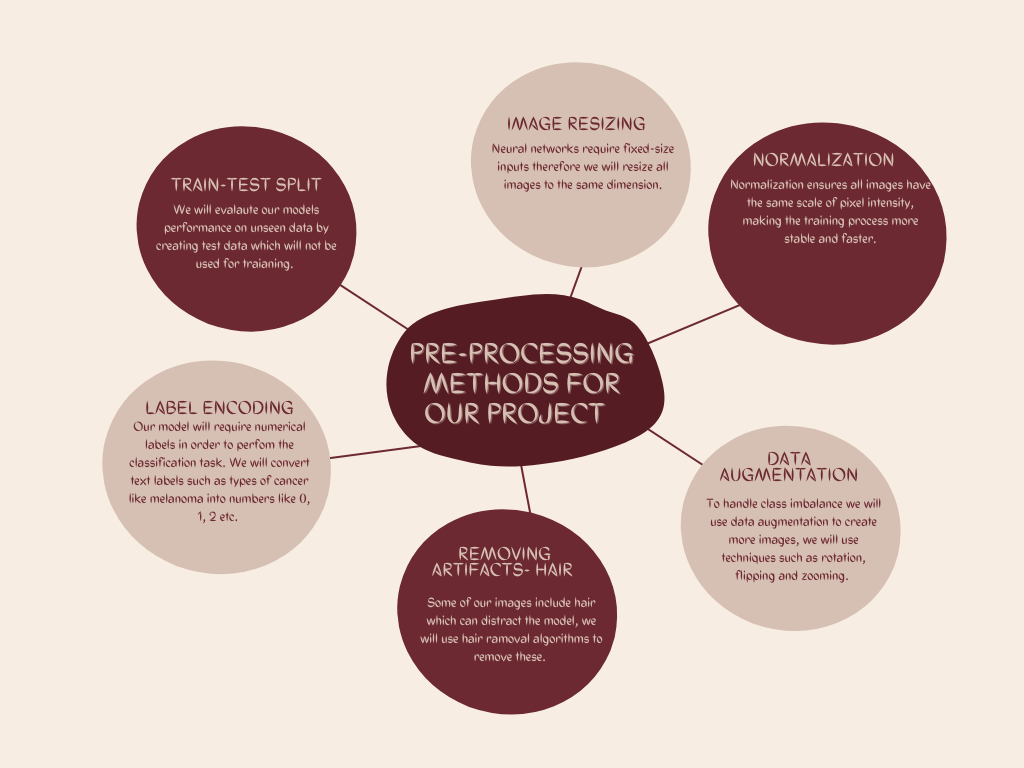 IMAGE RESIZING
Neural networks require fixed-size
inputs therefore we will resize all
images to the same dimension.
NORMALIZATION
Normalization ensures all images have
the same scale of pixel intensity,
making the training process more
stable and faster.
TRAIN-TEST SPLIT
We will evalaute our models
performance on unseen data by
creating test data which will not be
used for traianing.
PRE-PROCESSING
METHODS FOR
OUR PROJECT
LABEL ENCODING
Our model will require numerical
labels in order to perfom the
classification task. We will convert
text labels such as types of cancer
like melanoma into numbers like 0,
1, 2 etc.
DATA
AUGMENTATION
To handle class imbalance we will
use data augmentation to create
more images, we will use
techniques such as rotation,
flipping and zooming.
REMOVING
ARTIFACTS- HAIR
Some of our images include hair
which can distract the model, we
will use hair ramoval algorithms to
remove these.